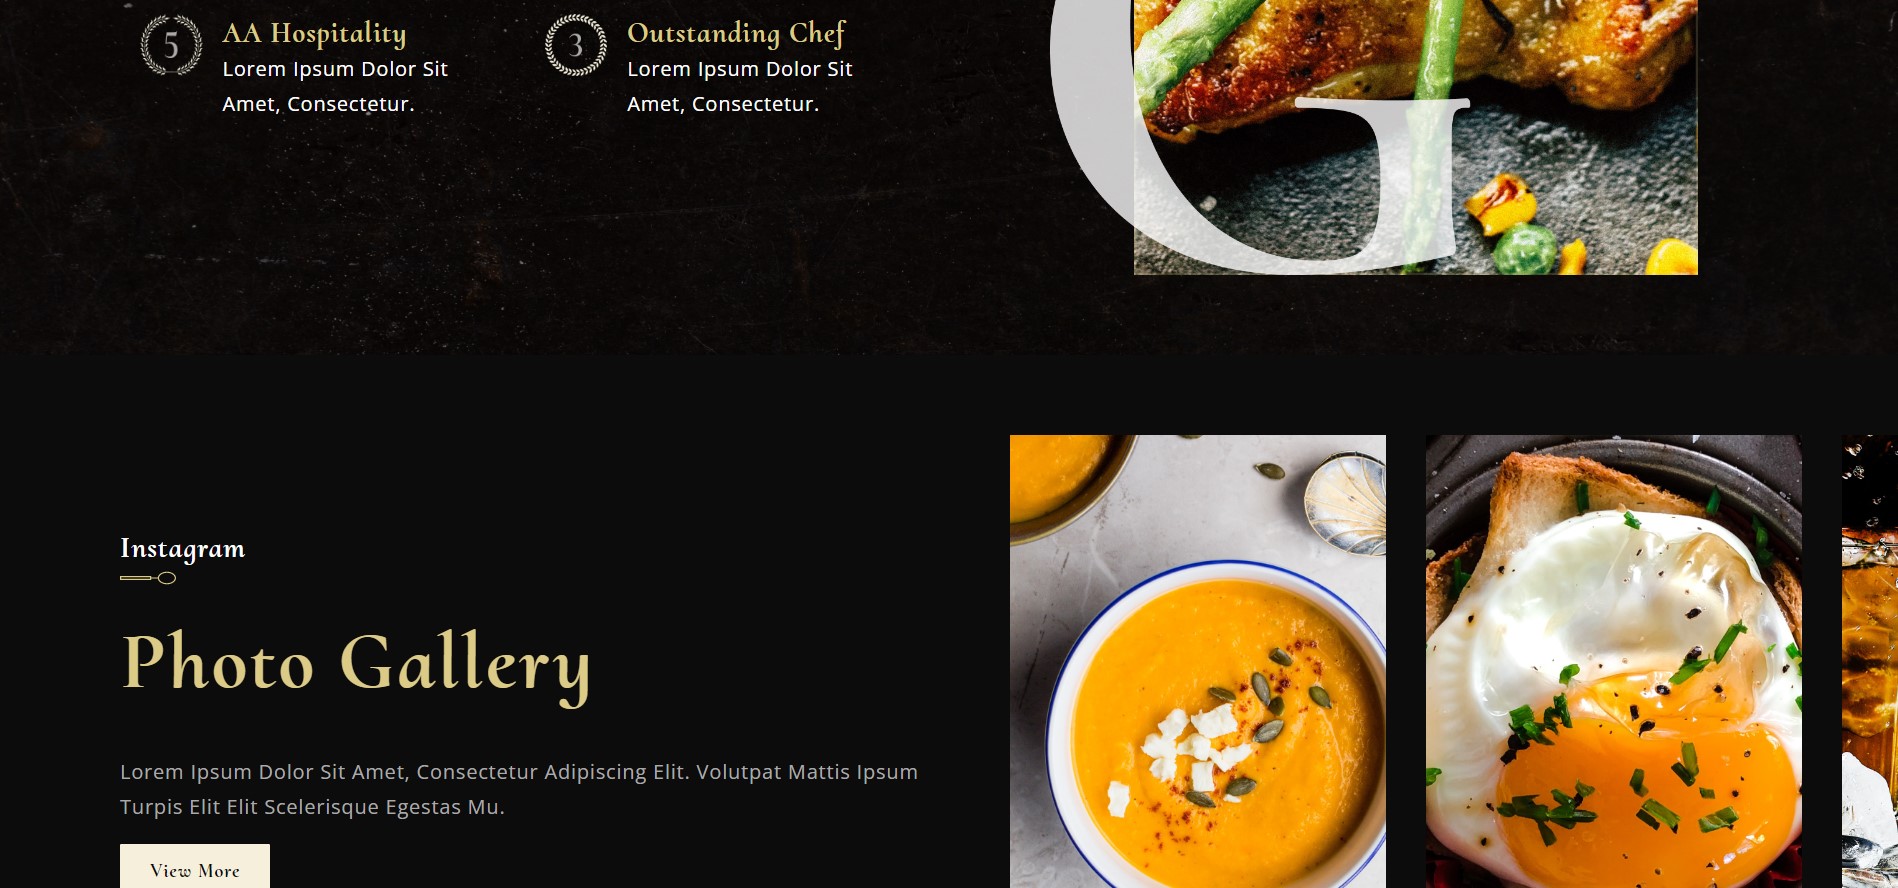 5
AA Hospitality
Lorem Ipsum Dolor Sit
Amet, Consectetur.
3
Outstanding Chef
Lorem Ipsum Dolor Sit
Amet, Consectetur.
G
Instagram
Photo Gallery
Lorem Ipsum Dolor Sit Amet, Consectetur Adipiscing Elit. Volutpat Mattis Ipsum
Turpis Elit Elit Scelerisque Egestas Mu.
View More